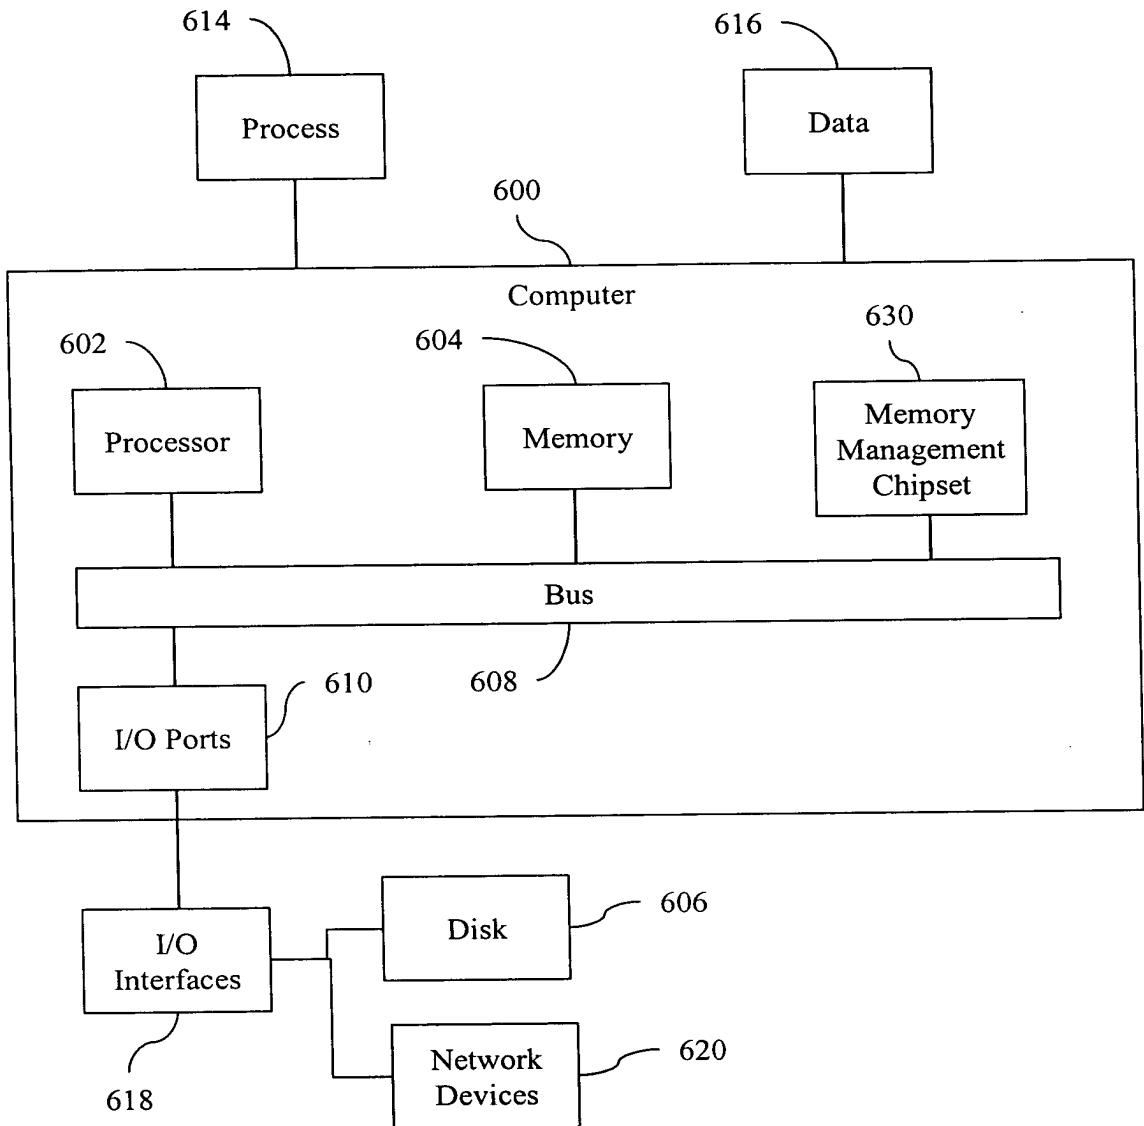 614
616
Process
Data
600
Computer
602
604
630
Processor
Memory
Memory
Management
Chipset
Bus
610
608
I/O Ports
I/O
Interfaces
Disk
606
618
Network
Devices
620